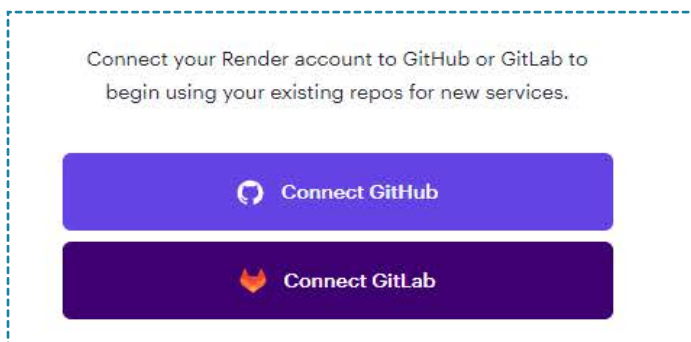 Connect your Render account to GitHub or GitLab to
begin using your existing repos for new services.
Connect GitHub
Connect GitLab